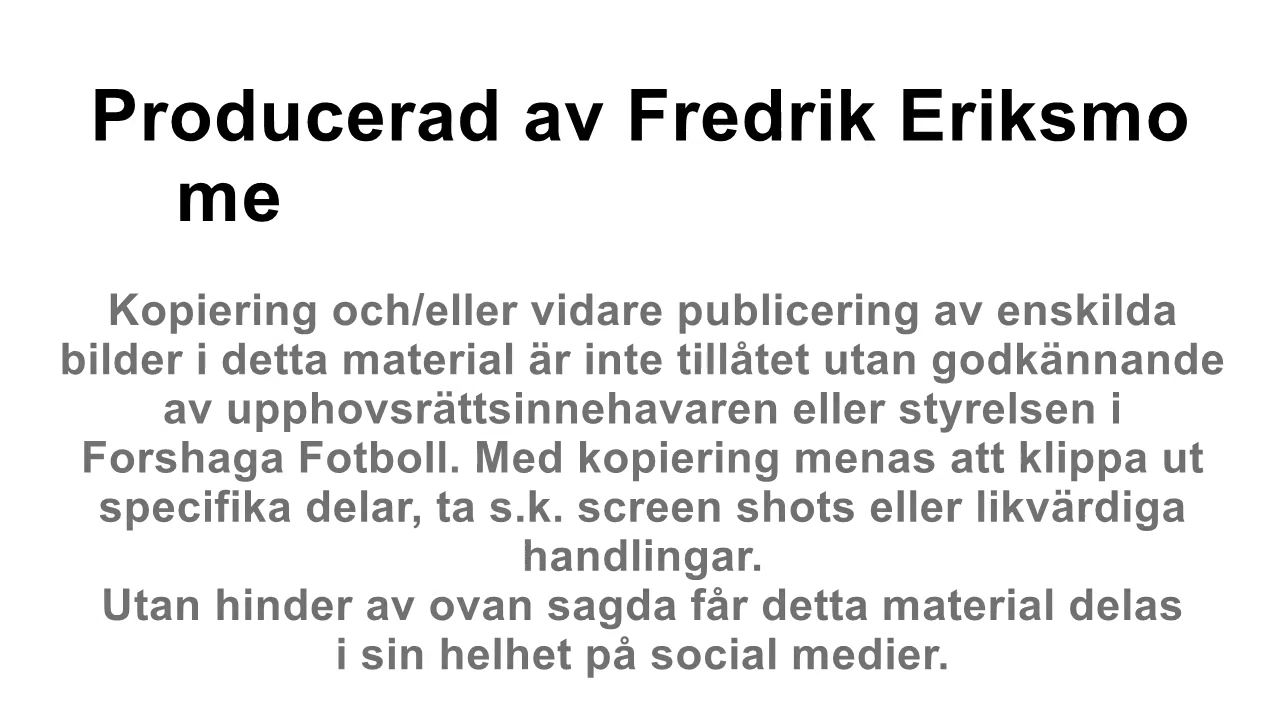 Producerad av Fredrik Eriksmo
me
Kopiering och/eller vidare publicering av enskilda
bilder i detta material är inte tillåtet utan godkännande
av upphovsrättsinnehavaren eller styrelsen i
Forshaga Fotboll. Med kopiering menas att klippa ut
specifika delar, ta s.k. screen shots eller likvärdiga
handlingar.
Utan hinder av ovan sagda får detta material delas
i sin helhet på social medier.